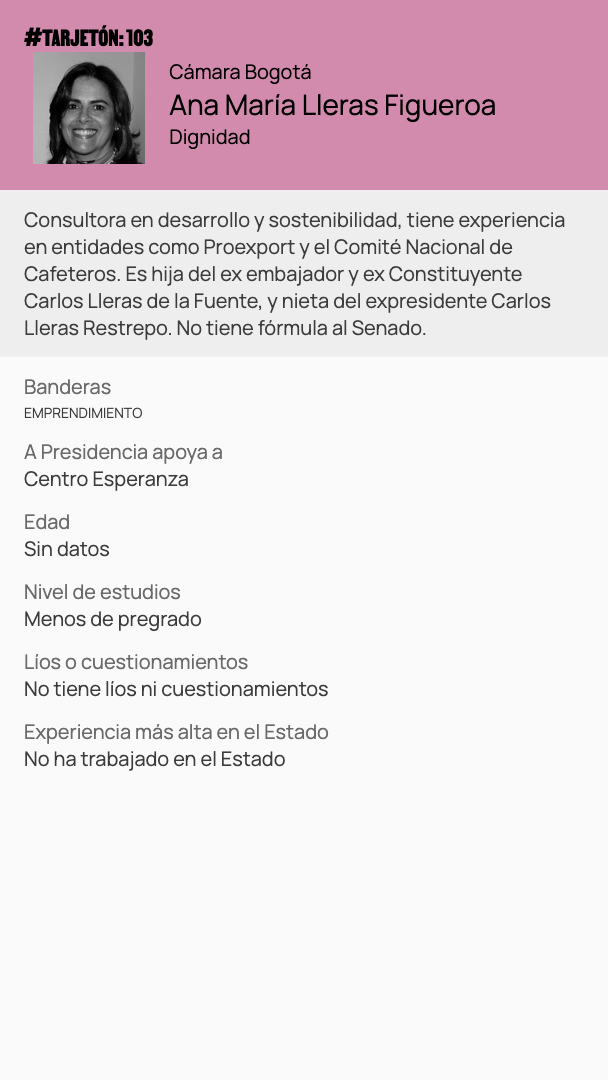 #TARJETÓN: 103
Cámara Bogotá
Ana María Lleras Figueroa
Dignidad
Consultora en desarrollo y sostenibilidad, tiene experiencia
en entidades como Proexport y el Comité Nacional de
Cafeteros. Es hija del ex embajador y ex Constituyente
Carlos Lleras de la Fuente, y nieta del expresidente Carlos
Lleras Restrepo. No tiene fórmula al Senado.
Banderas
EMPRENDIMIENTO
A Presidencia apoya a
Centro Esperanza
Edad
Sin datos
Nivel de estudios
Menos de pregrado
Líos o cuestionamientos
No tiene líos ni cuestionamientos
Experiencia más alta en el Estado
No ha trabajado en el Estado